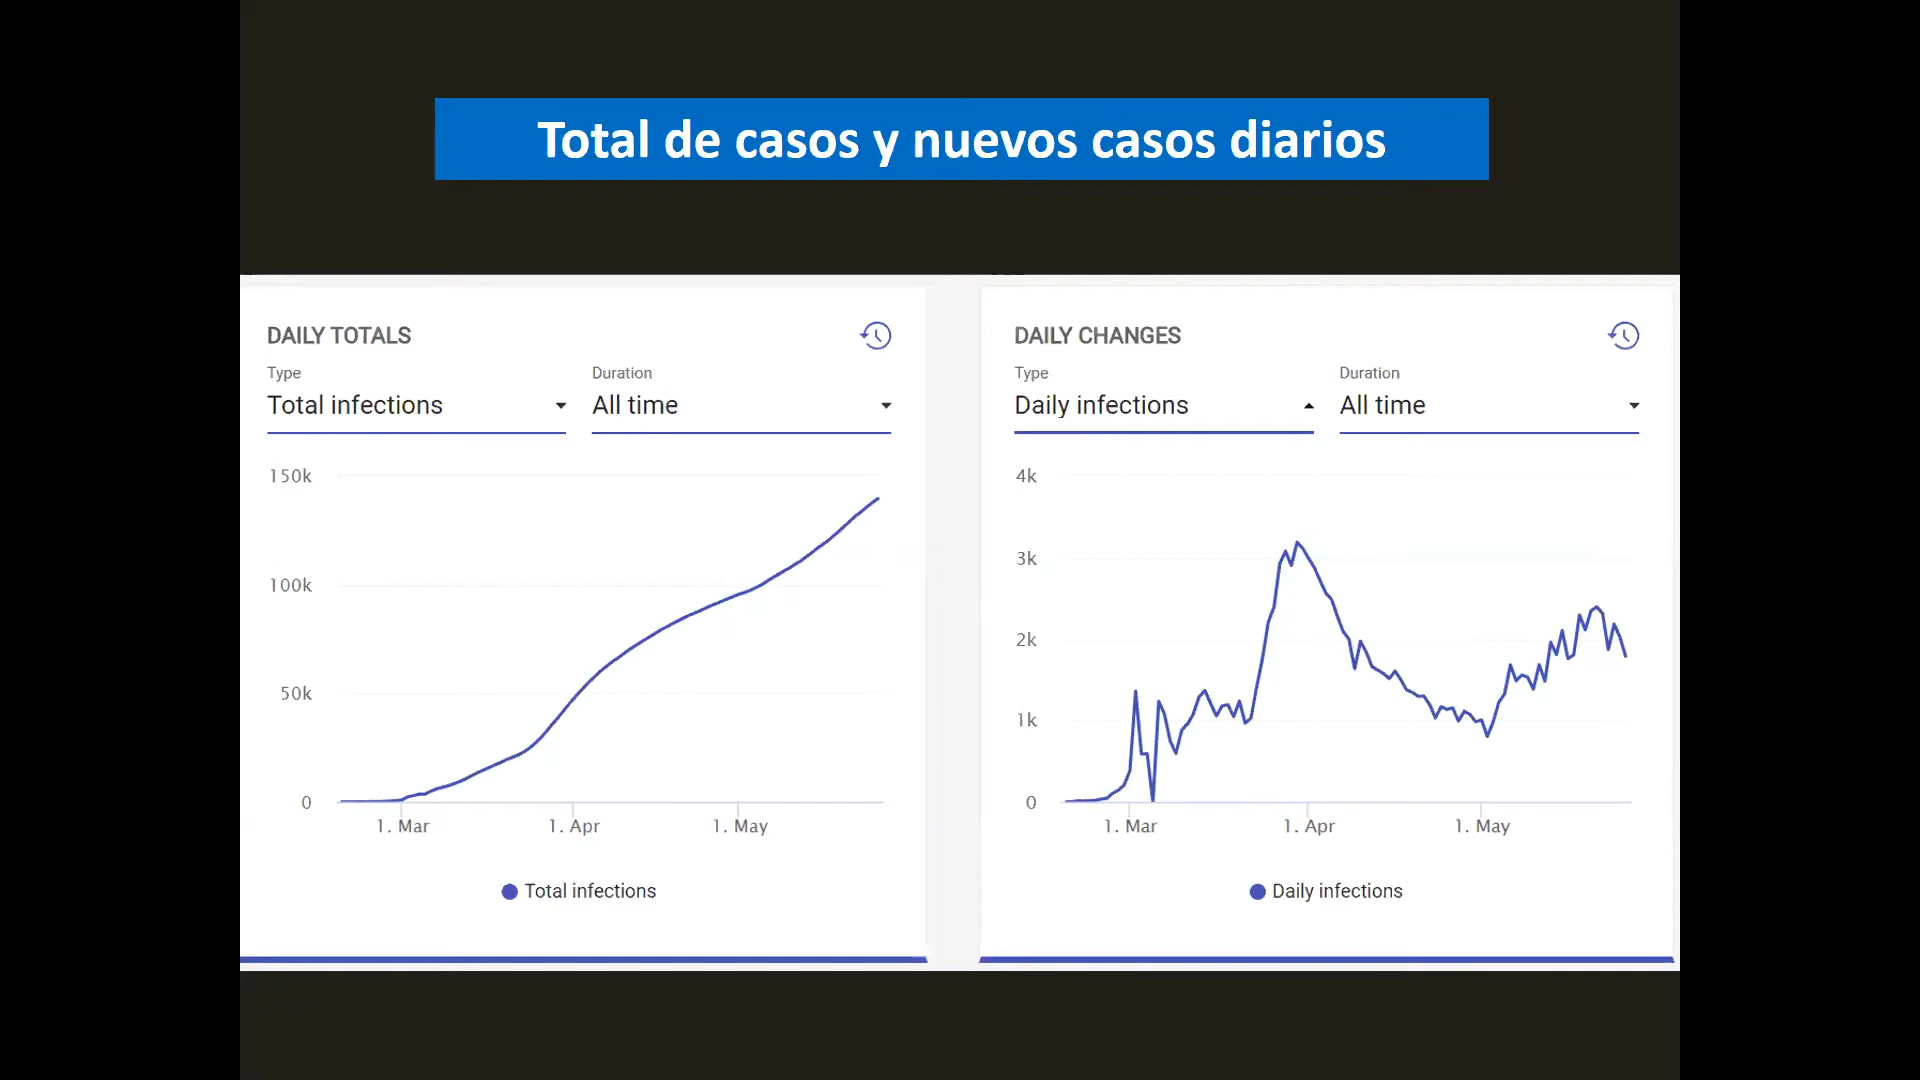 Total de casos y nuevos casos diarios
DAILY TOTALS
Type
Duration
Total infections
All time
150k
100k
50k
0
1. Mar
1. Apr
1. May
Total infections
DAILY CHANGES
Type
Duration
Daily infections
All time
4k
3k
2k
1k
0
1. Mar
1. Apr
1. May
Daily infections